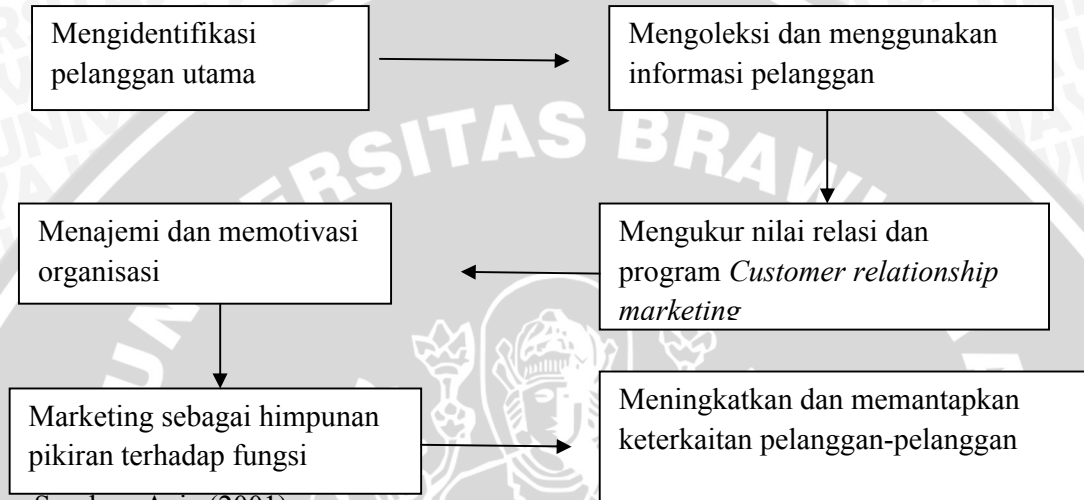 Mengidentifikasi
pelanggan utama
Mengoleksi dan menggunakan
informasi pelanggan
Mengukur nilai relasi dan
program Customer relationship
marketing
Menajemi dan memotivasi
organisasi
Marketing sebagai himpunan
pikiran terhadap fungsi
Meningkatkan dan memantapkan
keterkaitan pelanggan-pelanggan
(2001)